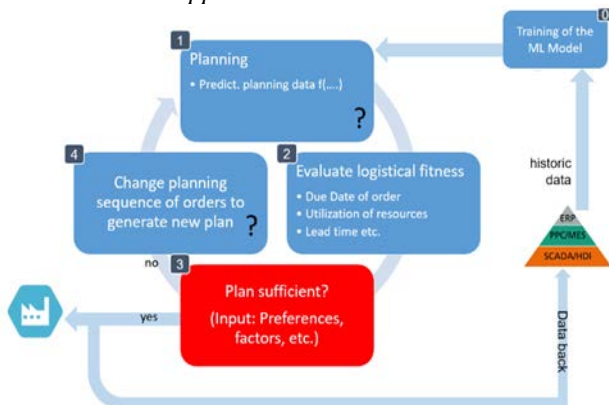 0
Training of the
ML Model
1
Planning
• Predict. planning data f(....)
?
4
Change planning
sequence of orders to
generate new plan
?
2
Evaluate logistical fitness
• Due Date of order
• Utilization of resources
• Lead time etc.
historic
data
ERP
PPC/MES
SCADA/HDI
no
3
Plan sufficient?
(Input: Preferences,
factors, etc.)
yes
Data back